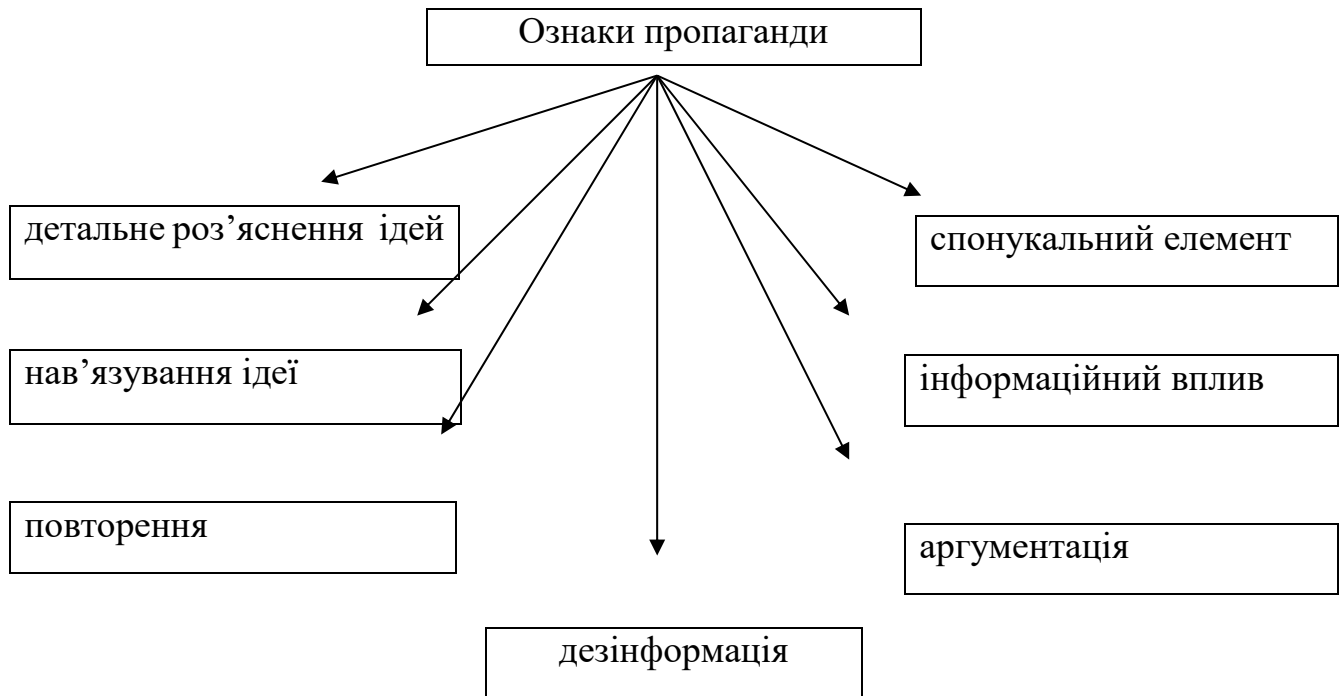 Ознаки пропаганди
детальне роз’яснення ідей
спонукальний елемент
нав’язування ідеї
інформаційний вплив
повторення
аргументація
дезінформація